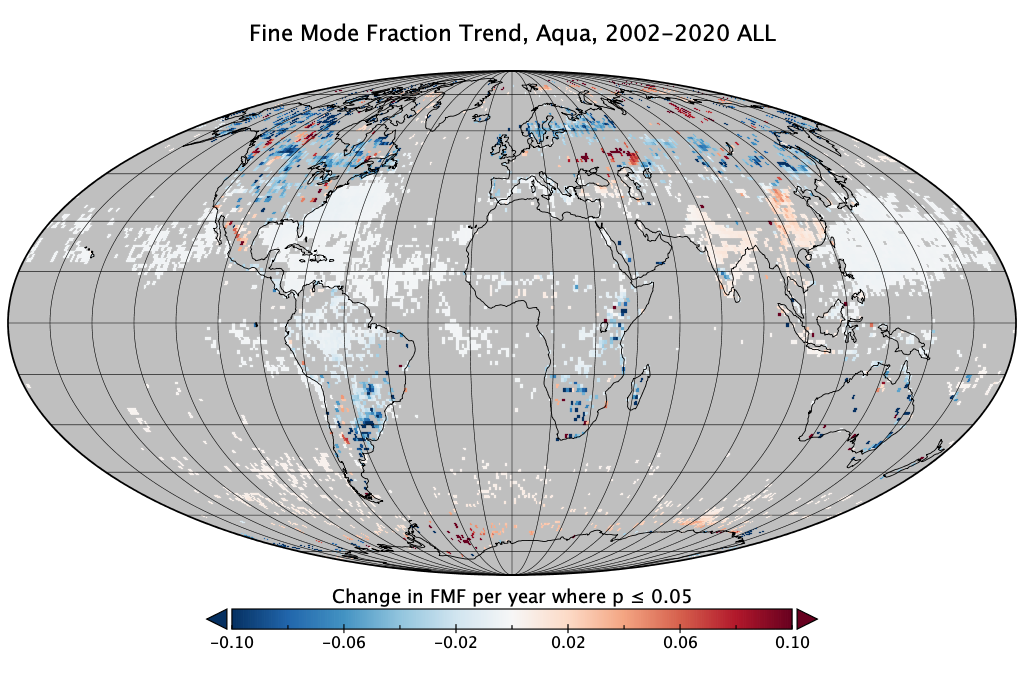 Fine Mode Fraction Trend, Aqua, 2002–2020 ALL
Change in FMF per year where p ≤ 0.05
–0.10 –0.06 –0.02 0.02 0.06 0.10